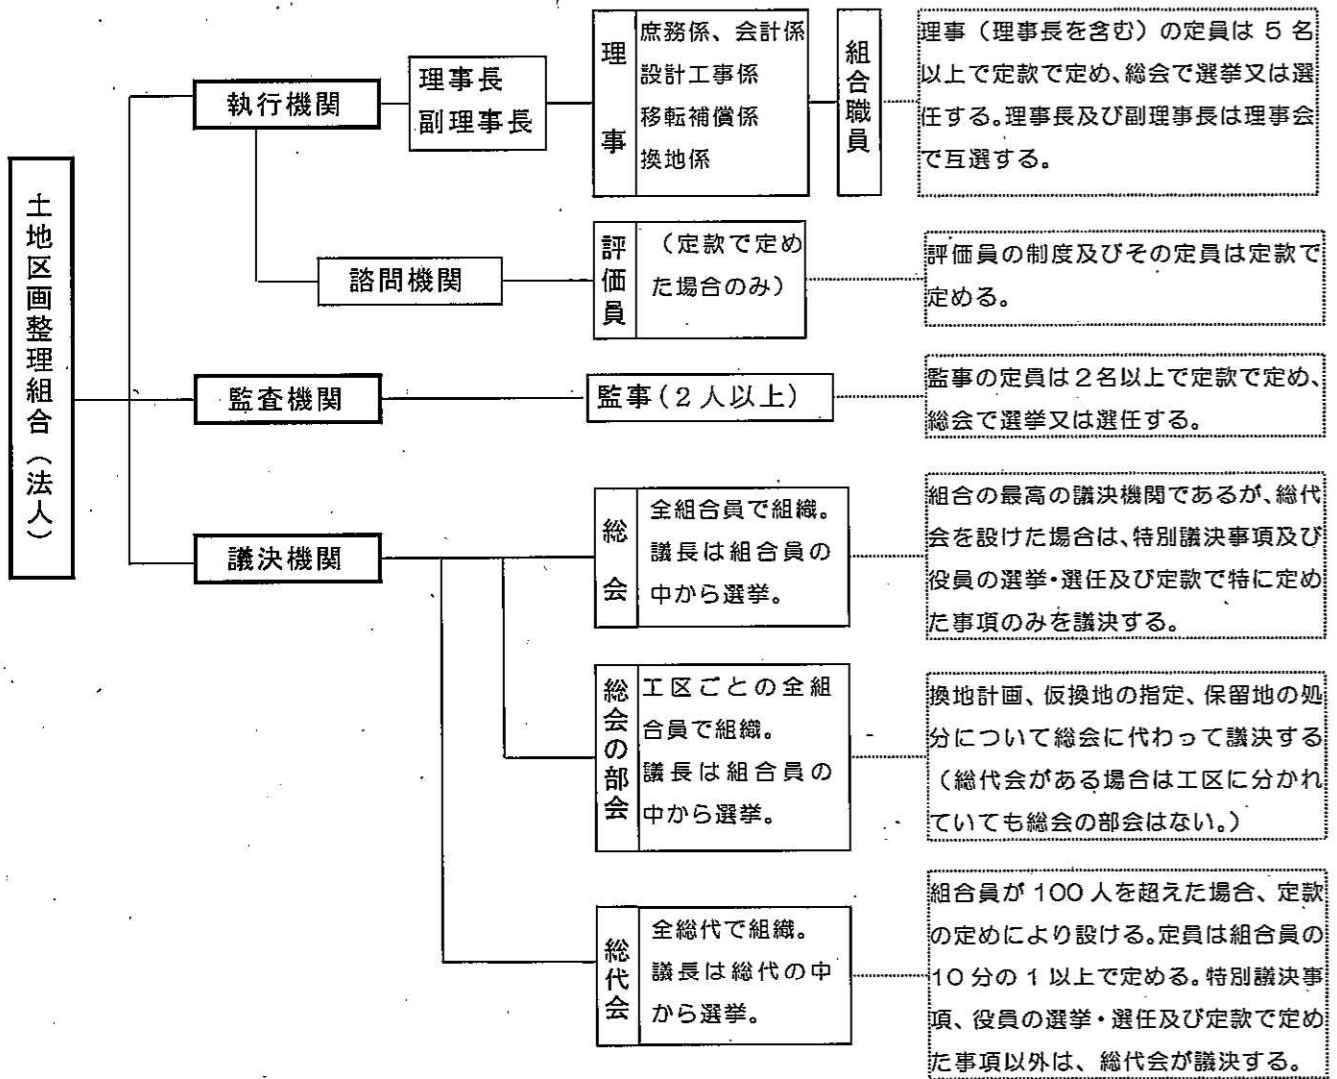 土地区画整理組合（法人）
執行機関
理事長
副理事長
理事
庶務係、会計係
設計工事係
移転補償係
換地係
組合職員
理事（理事長を含む）の定員は 5 名
以上で定款で定め、総会で選挙又は選
任する。理事長及び副理事長は理事会
で互選する。
諮問機関
評価員
（定款で定め
た場合のみ）
評価員の制度及びその定員は定款で
定める。
監査機関
監事(２人以上)
監事の定員は２名以上で定款で定め、
総会で選挙又は選任する。
議決機関
総会
全組合員で組織。
議長は組合員の
中から選挙。
組合の最高の議決機関であるが、総代
会を設けた場合は、特別議決事項及び
役員の選挙・選任及び定款で特に定め
た事項のみを議決する。
総会の部会
工区ごとの全組
合員で組織。
議長は組合員の
中から選挙。
換地計画、仮換地の指定、保留地の処
分について総会に代わって議決する
（総代会がある場合は工区に分かれ
ていても総会の部会はない。）
総代会
全総代で組織。
議長は総代の中
から選挙。
組合員が 100 人を超えた場合、定款
の定めにより設ける。定員は組合員の
10 分の 1 以上で定める。特別議決事
項、役員の選挙・選任及び定款で定め
た事項以外は、総代会が議決する。